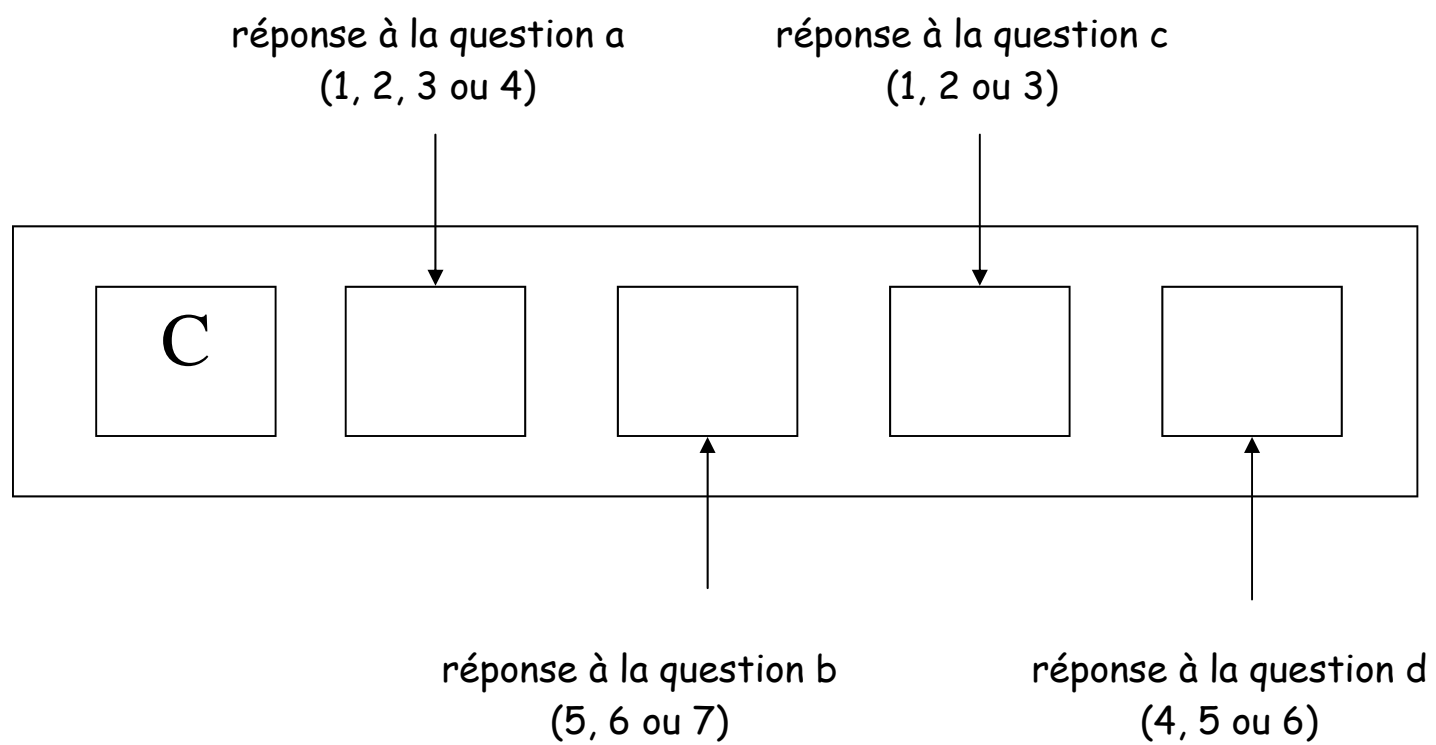 réponse à la question a
(1, 2, 3 ou 4)
réponse à la question c
(1, 2 ou 3)
C
réponse à la question b
(5, 6 ou 7)
réponse à la question d
(4, 5 ou 6)